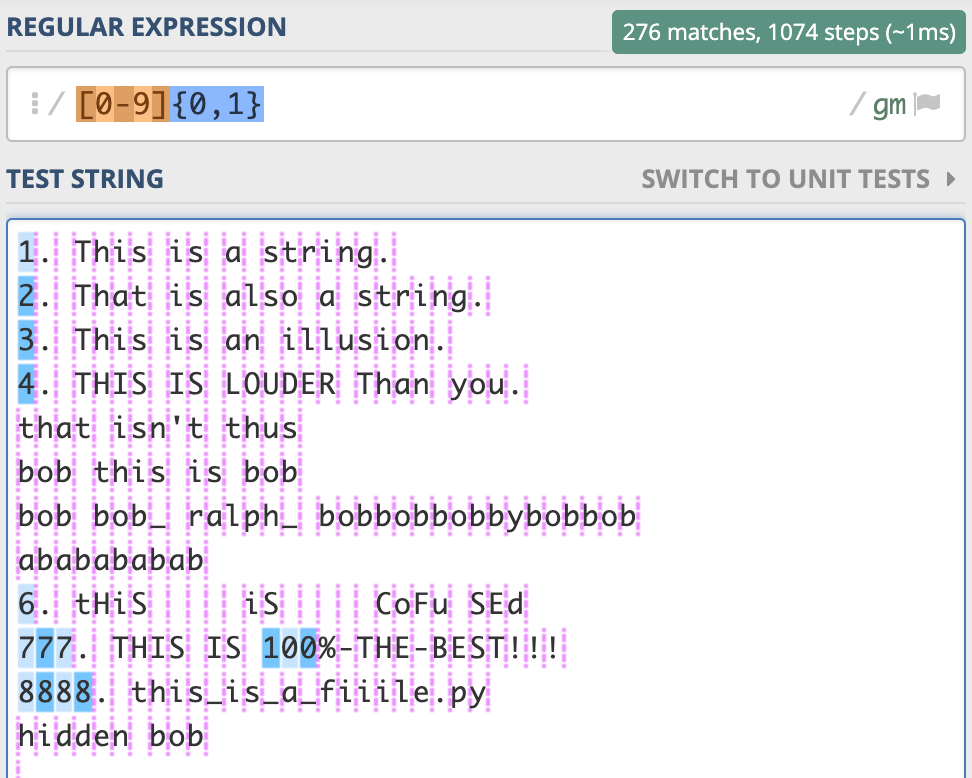 REGULAR EXPRESSION
276 matches, 1074 steps (~1ms)
/ [0-9]{0,1} / gm
TEST STRING
SWITCH TO UNIT TESTS
1. This is a string.
2. That is also a string.
3. This is an illusion.
4. THIS IS LOUDER Than you.
that isn't thus
bob this is bob
bob bob_ ralph_ bobbobbobbybobbob
ababababab
6. tHiS     iS     CoFu SEd
777. THIS IS 100%-THE-BEST!!!
8888. this_is_a_fiiile.py
hidden bob